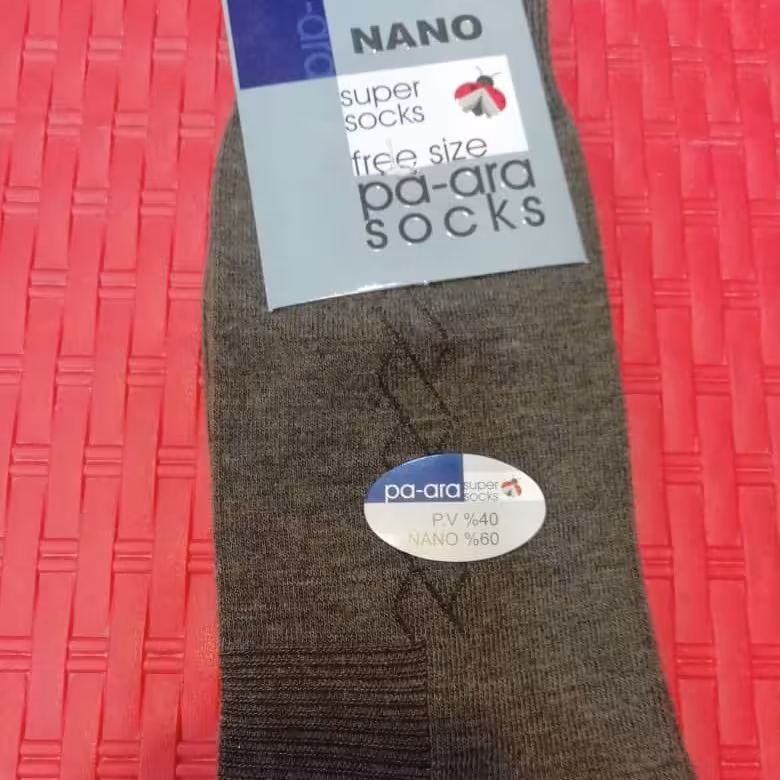 NANO
super
socks
free size
pa-ara
socks
pa-ara super
socks
P.V %40
NANO %60